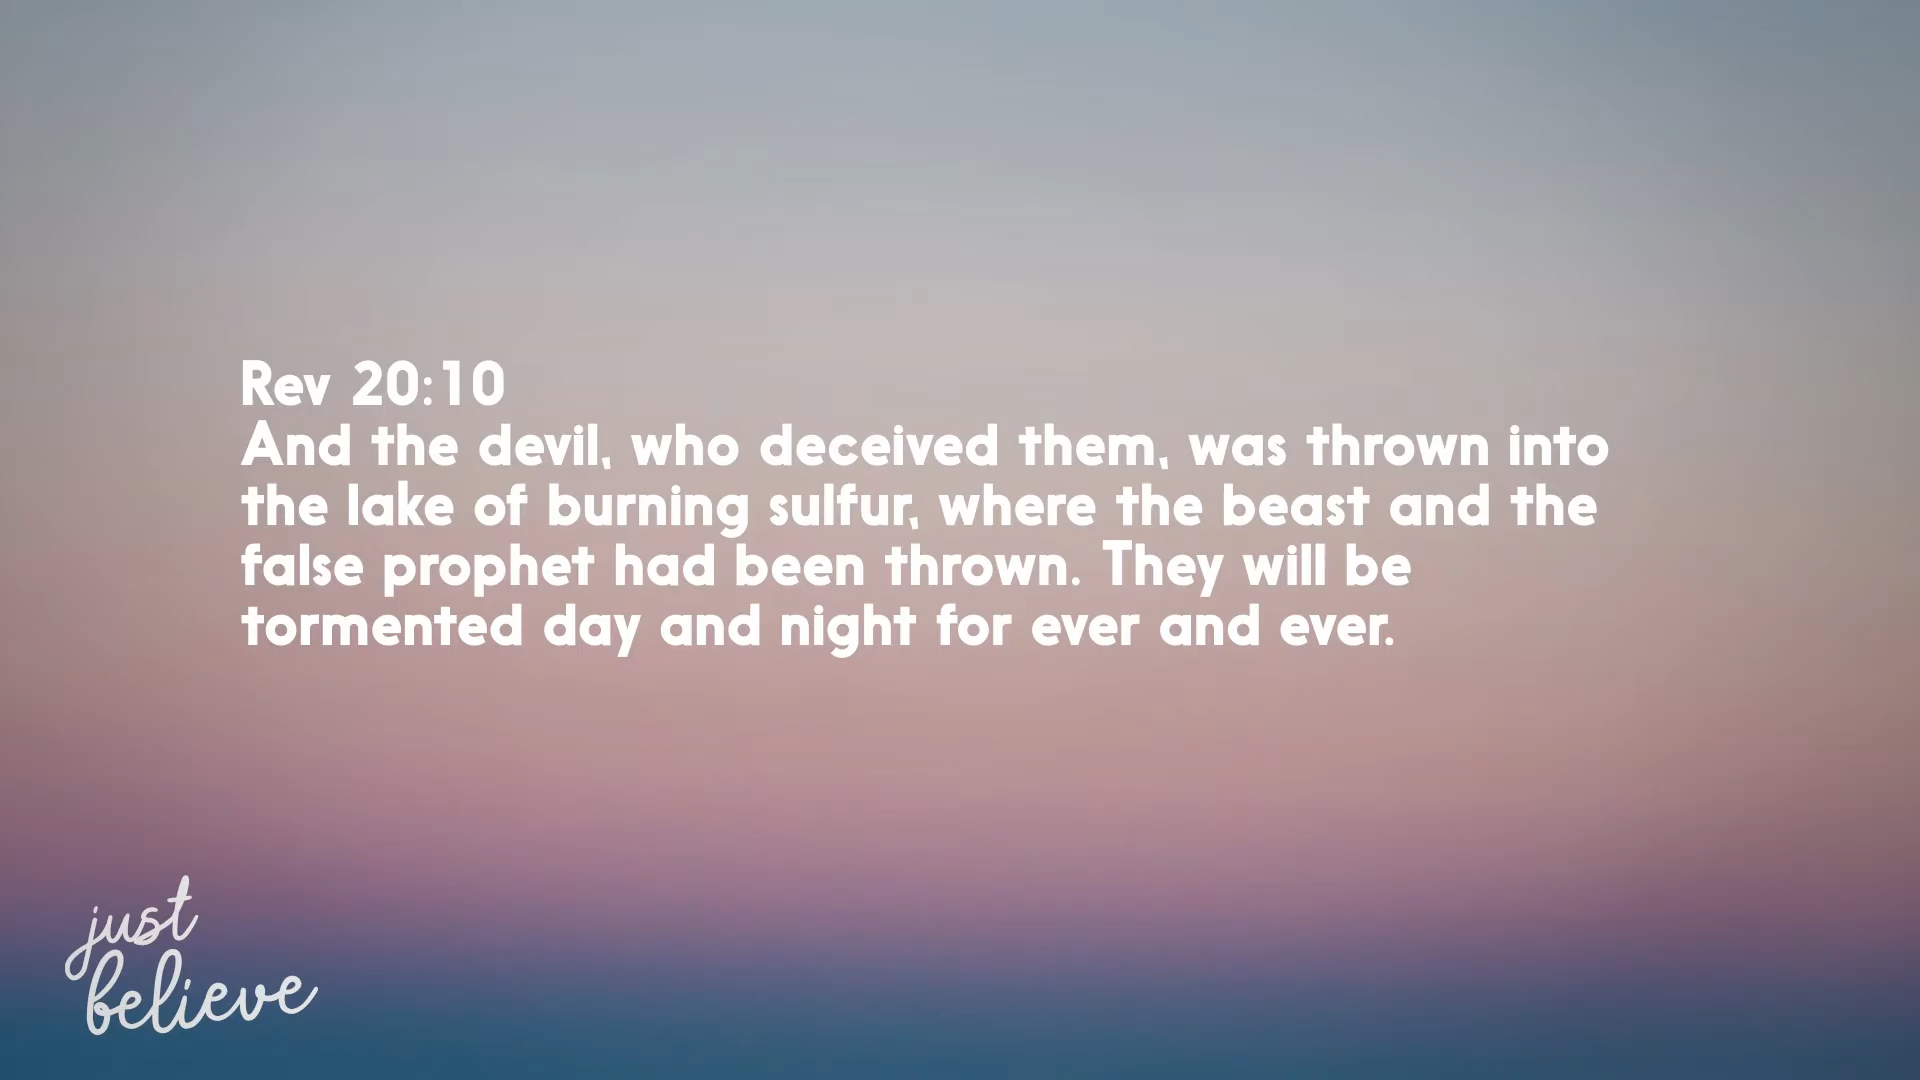 Rev 20:10
And the devil, who deceived them, was thrown into
the lake of burning sulfur, where the beast and the
false prophet had been thrown. They will be
tormented day and night for ever and ever.
just
believe